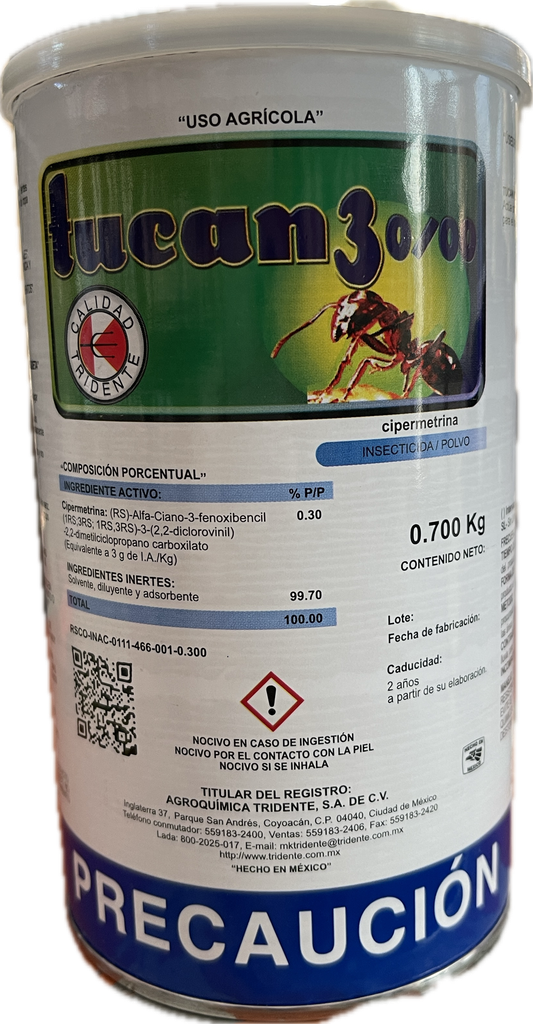 "USO AGRÍCOLA"
tucan 3 0/00
CALIDAD
TRIDENTE
cipermetrina
INSECTICIDA / POLVO
"COMPOSICIÓN PORCENTUAL"
INGREDIENTE ACTIVO: % P/P
Cipermetrina: (RS)-Alfa-Ciano-3-fenoxibencil 0.30
(1RS,3RS; 1RS,3RS)-3-(2,2-diclorovinil)
-2,2-dimetilciclopropano carboxilato
(Equivalente a 3 g de I.A./Kg)
INGREDIENTES INERTES:
Solvente, diluyente y adsorbente 99.70
TOTAL 100.00
RSCO-INAC-0111-466-001-0.300
0.700 Kg
CONTENIDO NETO:
Lote:
Fecha de fabricación:
Caducidad:
2 años
a partir de su elaboración.
HECHO EN
MÉXICO
NOCIVO EN CASO DE INGESTIÓN
NOCIVO POR EL CONTACTO CON LA PIEL
NOCIVO SI SE INHALA
TITULAR DEL REGISTRO:
AGROQUÍMICA TRIDENTE, S.A. DE C.V.
Inglaterra 37, Parque San Andrés, Coyoacán, C.P. 04040, Ciudad de México
Teléfono conmutador: 559183-2400, Ventas: 559183-2406, Fax: 559183-2420
Lada: 800-2025-017, E-mail: mktridente@tridente.com.mx
http://www.tridente.com.mx
"HECHO EN MÉXICO"
PRECAUCIÓN